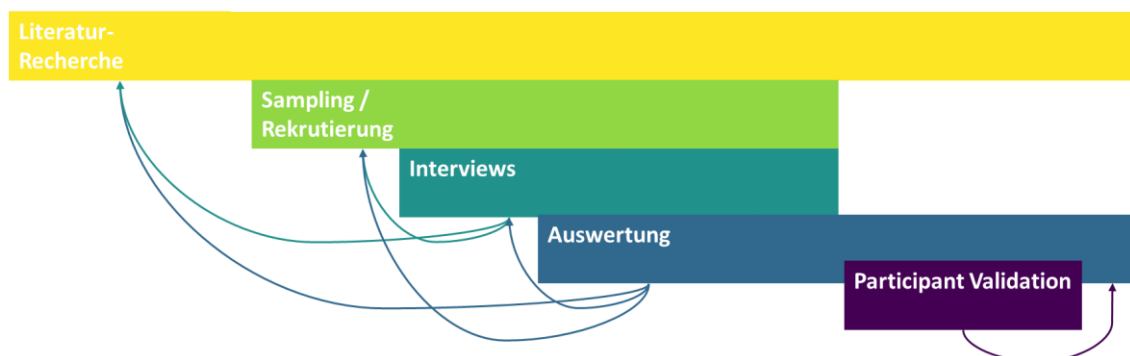 Literatur-
Recherche
Sampling /
Rekrutierung
Interviews
Auswertung
Participant Validation